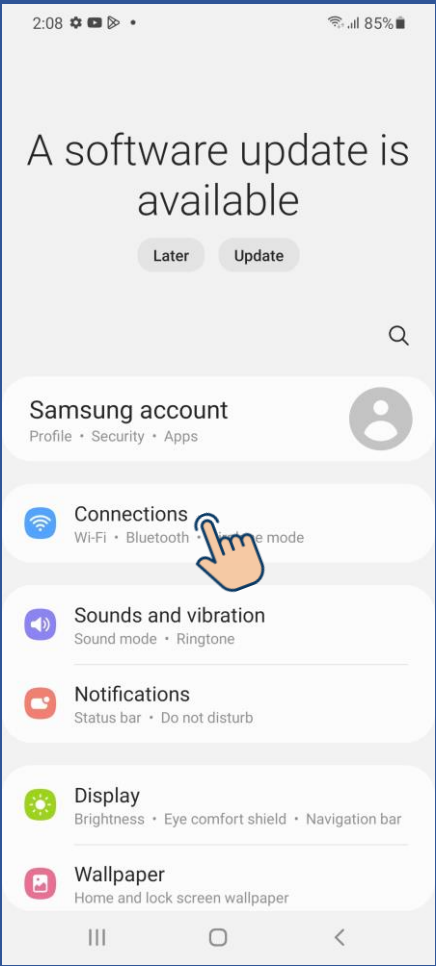 2:08 85%
A software update is
available
Later Update
Samsung account
Profile • Security • Apps
Connections
Wi-Fi • Bluetooth • mode
Sounds and vibration
Sound mode • Ringtone
Notifications
Status bar • Do not disturb
Display
Brightness • Eye comfort shield • Navigation bar
Wallpaper
Home and lock screen wallpaper